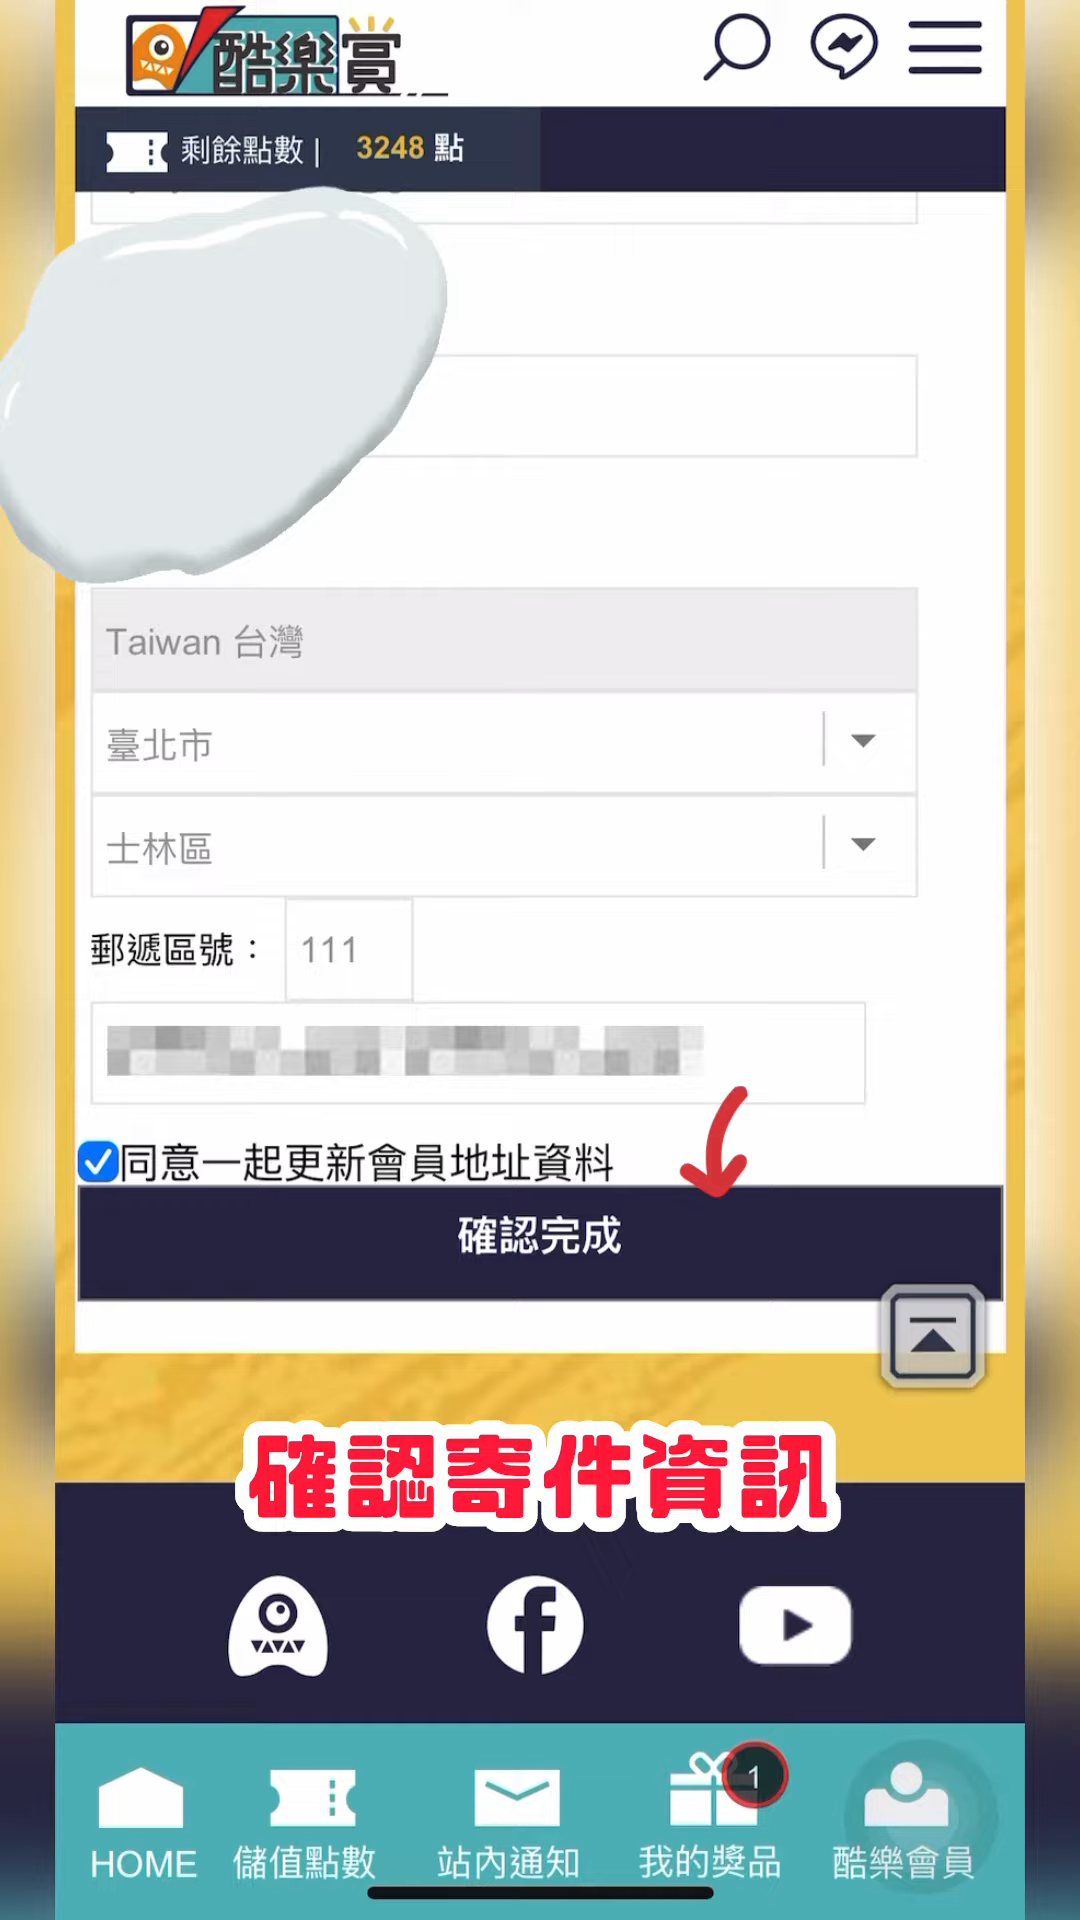 酷樂賞
剩餘點數 | 3248 點
Taiwan 台灣
臺北市
士林區
郵遞區號： 111
同意一起更新會員地址資料
確認完成
確認寄件資訊
HOME 儲值點數 站內通知 我的獎品 1 酷樂會員